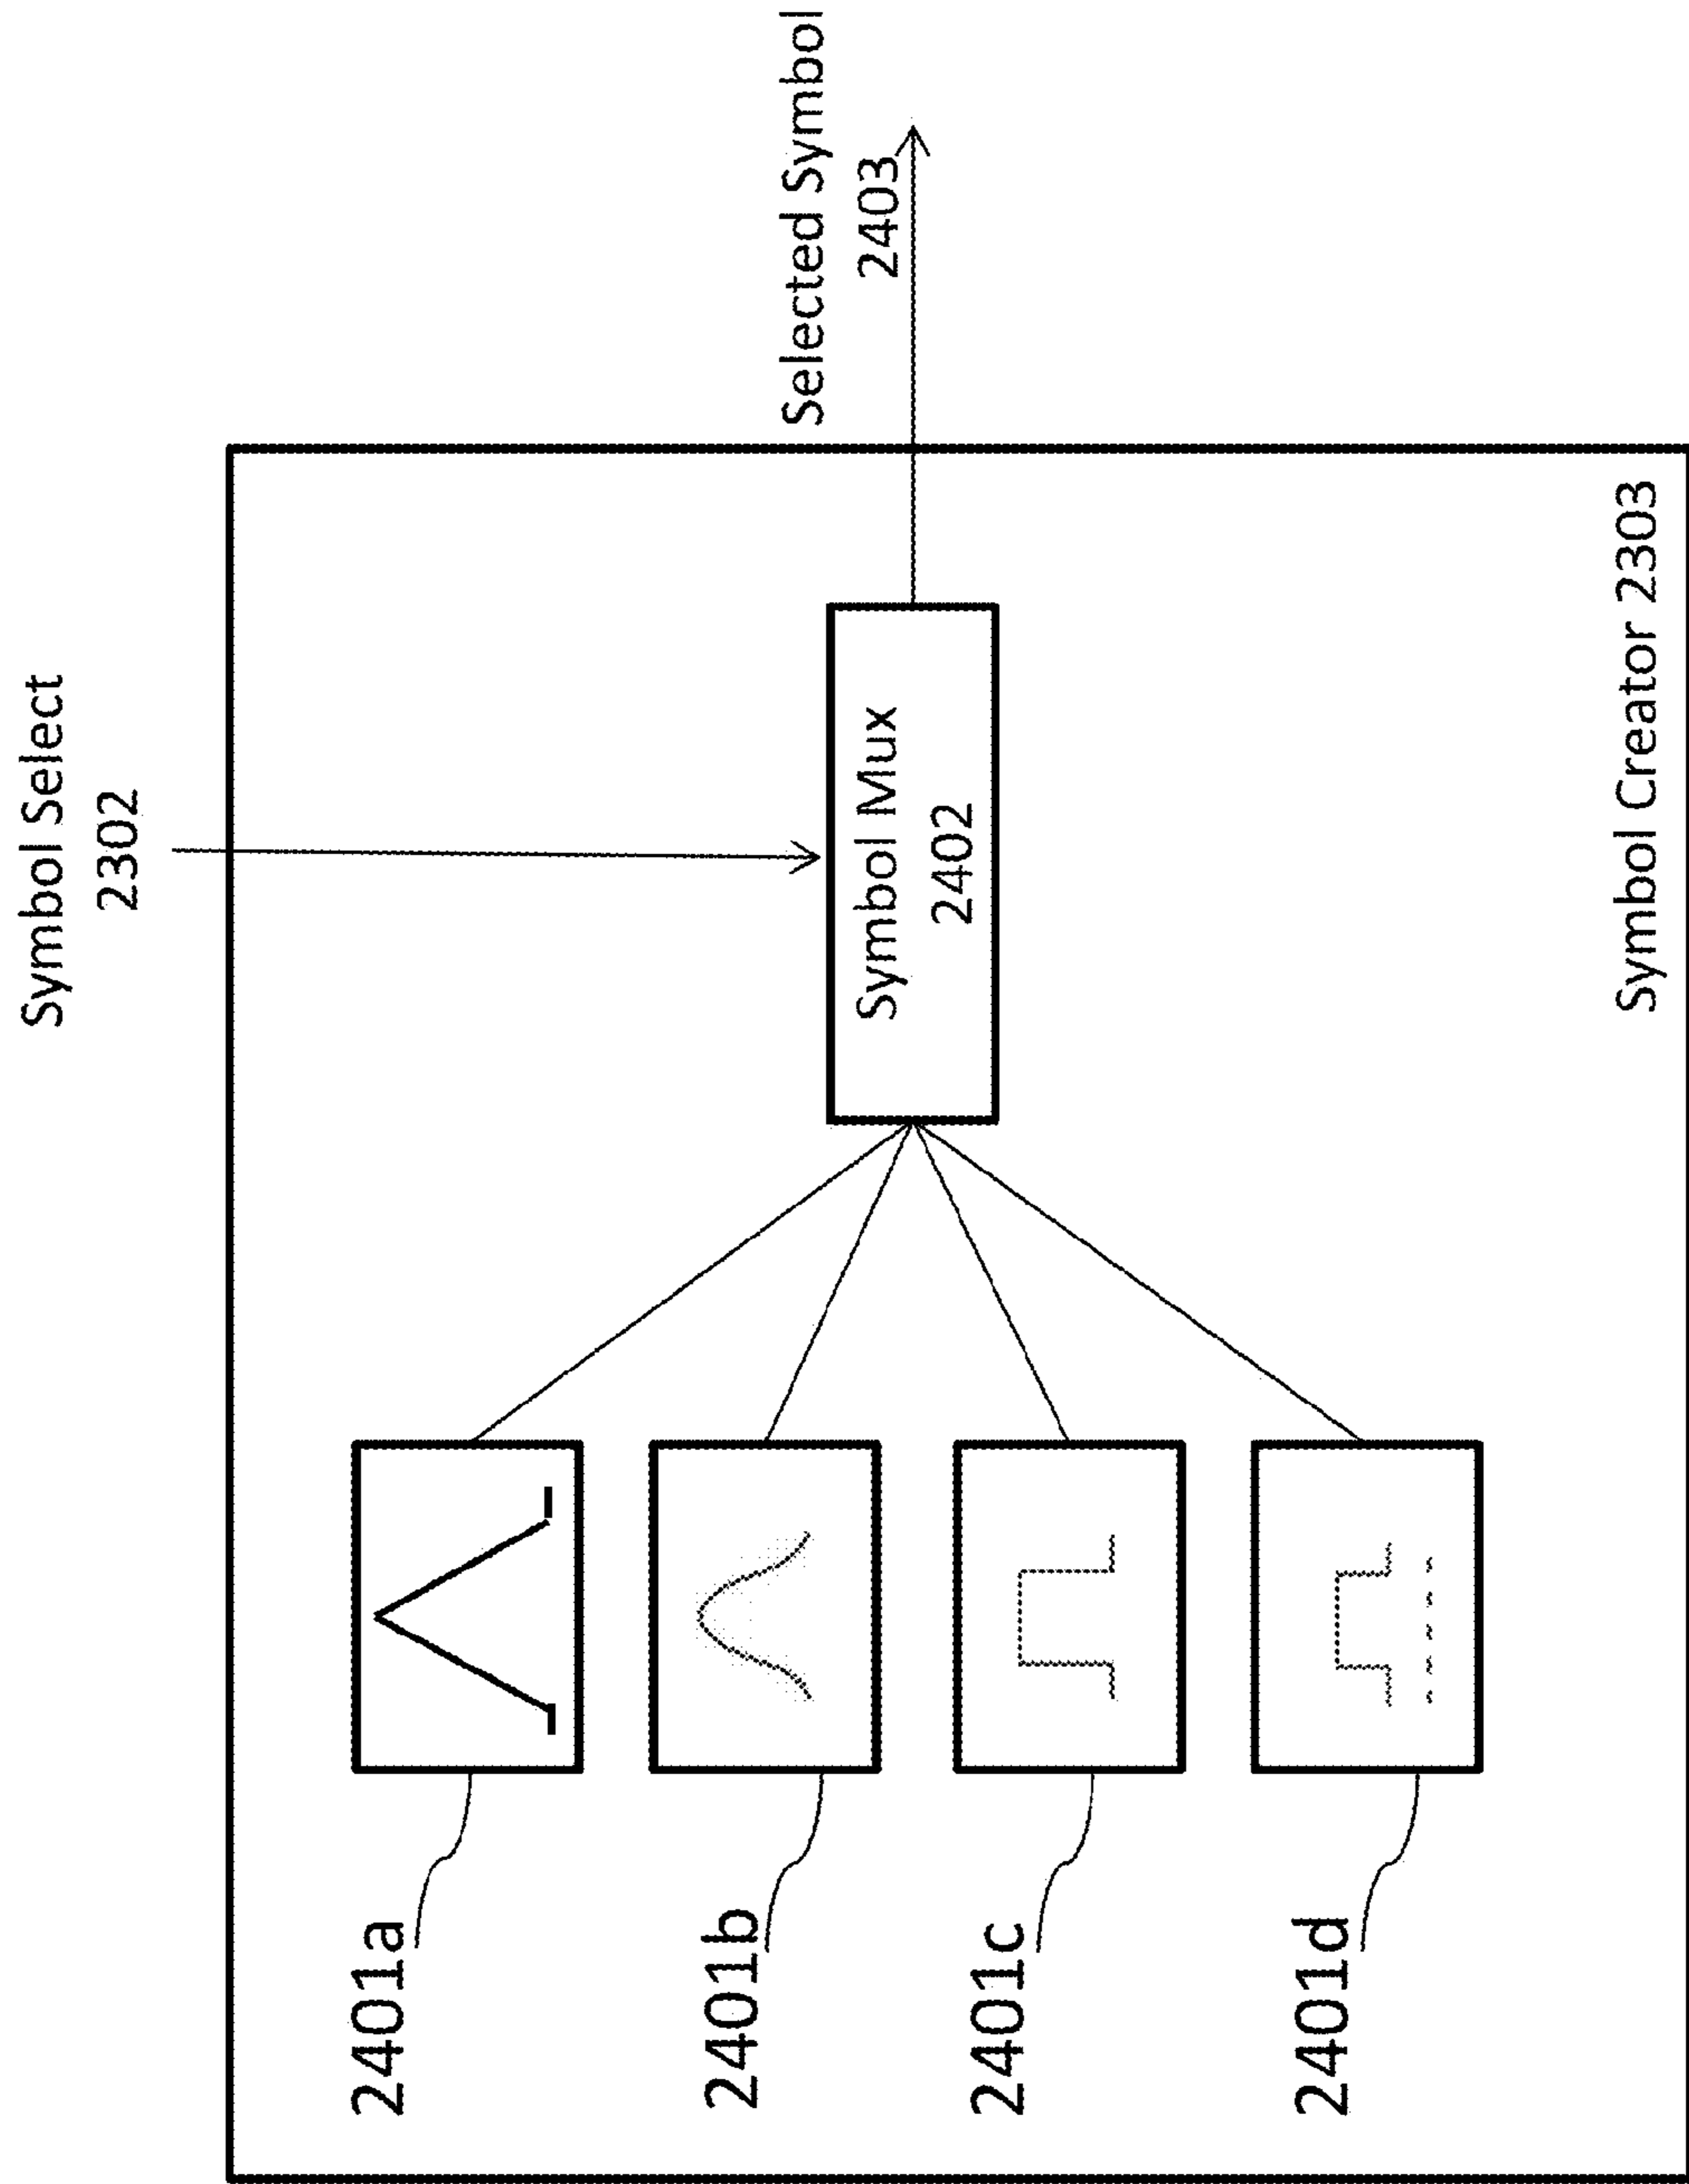 Symbol Select
2302
Selected Symbol
2403
Symbol Mux
2402
2401a
2401b
2401c
2401d
Symbol Creator 2303